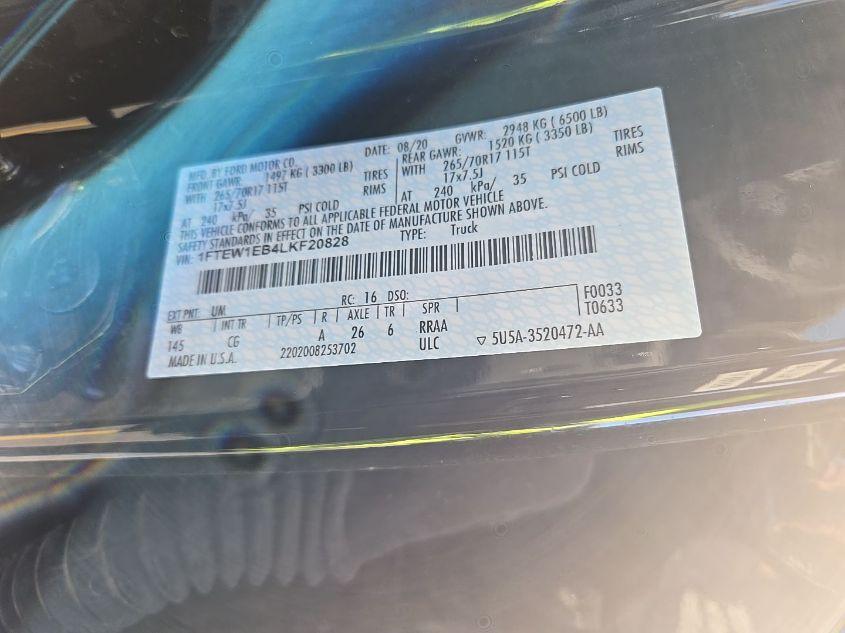 MFD. BY FORD MOTOR CO. DATE: 08/20 GVWR: 2948 KG ( 6500 LB)
FRONT GAWR: 1497 KG ( 3300 LB) REAR GAWR: 1520 KG ( 3350 LB)
WITH 265/70R17 115T TIRES WITH 265/70R17 115T TIRES
17x7.5J RIMS 17x7.5J RIMS
AT 240 kPa/ 35 PSI COLD AT 240 kPa/ 35 PSI COLD
THIS VEHICLE CONFORMS TO ALL APPLICABLE FEDERAL MOTOR VEHICLE
SAFETY STANDARDS IN EFFECT ON THE DATE OF MANUFACTURE SHOWN ABOVE.
VIN: 1FTEW1EB4LKF20828 TYPE: Truck
EXT PNT: UM RC: 16 DSO: F0033
WB INT TR TP/PS R AXLE TR SPR T0633
145 CG A 26 6 RRAA
MADE IN U.S.A. 2202008253702 ULC ▽ 5U5A-3520472-AA